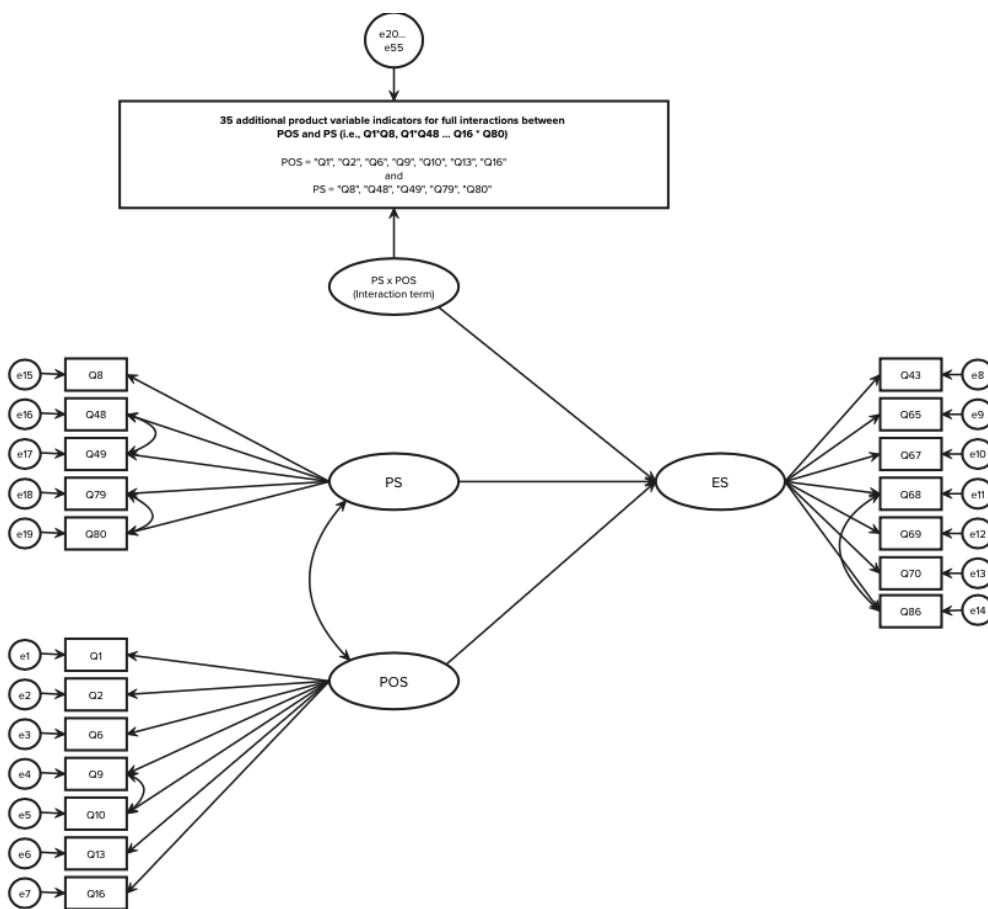 e20...
e55
35 additional product variable indicators for full interactions between
POS and PS (i.e., Q1*Q8, Q1*Q48 ... Q16 * Q80)
POS = "Q1", "Q2", "Q6", "Q9", "Q10", "Q13", "Q16"
and
PS = "Q8", "Q48", "Q49", "Q79", "Q80"
PS x POS
(Interaction term)
e15 Q8
e16 Q48
e17 Q49
e18 Q79
e19 Q80
PS
ES
Q43 e8
Q65 e9
Q67 e10
Q68 e11
Q69 e12
Q70 e13
Q86 e14
e1 Q1
e2 Q2
e3 Q6
e4 Q9
e5 Q10
e6 Q13
e7 Q16
POS